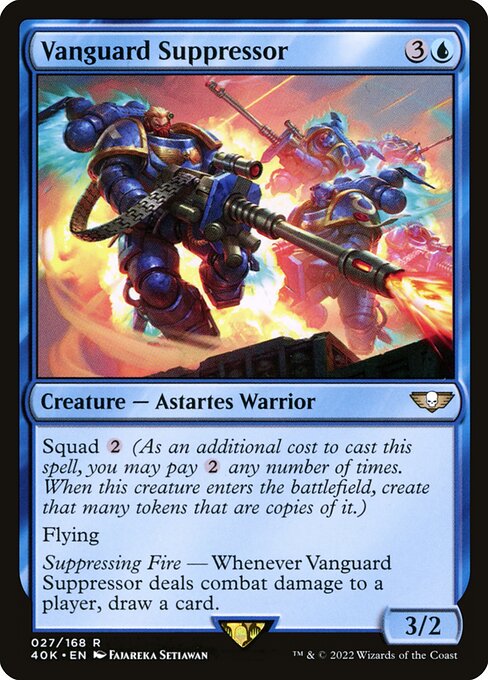 Vanguard Suppressor 3
Creature — Astartes Warrior
Squad 2 (As an additional cost to cast this
spell, you may pay 2 any number of times.
When this creature enters the battlefield, create
that many tokens that are copies of it.)
Flying
Suppressing Fire — Whenever Vanguard
Suppressor deals combat damage to a
player, draw a card.
3/2
027/168 R
40K • EN Fajareka Setiawan
™ & © 2022 Wizards of the Coast